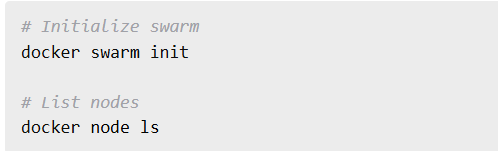 # Initialize swarm
docker swarm init
# List nodes
docker node ls